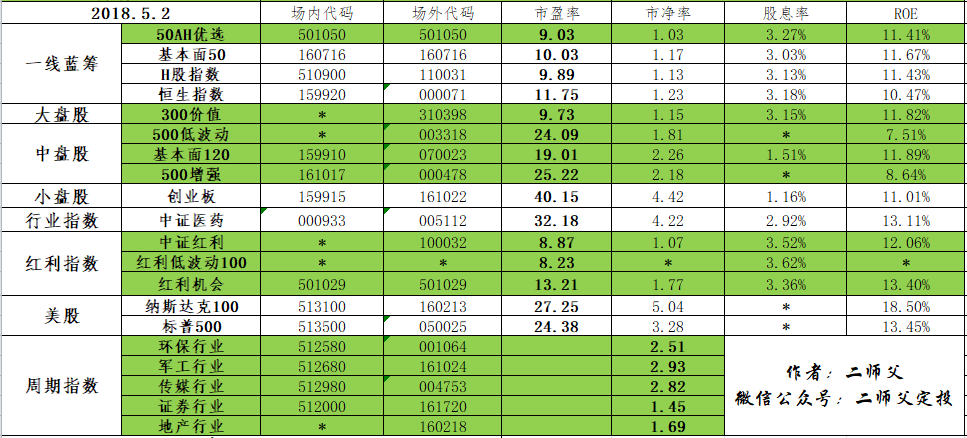 2018.5.2 场内代码 场外代码 市盈率 市净率 股息率 ROE
一线蓝筹
50AH优选 501050 501050 9.03 1.03 3.27% 11.41%
基本面50 160716 160716 10.03 1.17 3.03% 11.67%
H股指数 510900 110031 9.89 1.13 3.13% 11.43%
恒生指数 159920 000071 11.75 1.23 3.18% 10.47%
大盘股 300价值 * 310398 9.73 1.15 3.15% 11.82%
中盘股
500低波动 * 003318 24.09 1.81 * 7.51%
基本面120 159910 070023 19.01 2.26 1.51% 11.89%
500增强 161017 000478 25.22 2.18 * 8.64%
小盘股 创业板 159915 161022 40.15 4.42 1.16% 11.01%
行业指数 中证医药 000933 005112 32.18 4.22 2.92% 13.11%
红利指数
中证红利 * 100032 8.87 1.07 3.52% 12.06%
红利低波动100 * * 8.23 * 3.62% *
红利机会 501029 501029 13.21 1.77 3.36% 13.40%
美股
纳斯达克100 513100 160213 27.25 5.04 * 18.50%
标普500 513500 050025 24.38 3.28 * 13.45%
周期指数
环保行业 512580 001064 2.51
军工行业 512680 161024 2.93
传媒行业 512980 004753 2.82
证券行业 512000 161720 1.45
地产行业 * 160218 1.69
作者：二师父
微信公众号：二师父定投